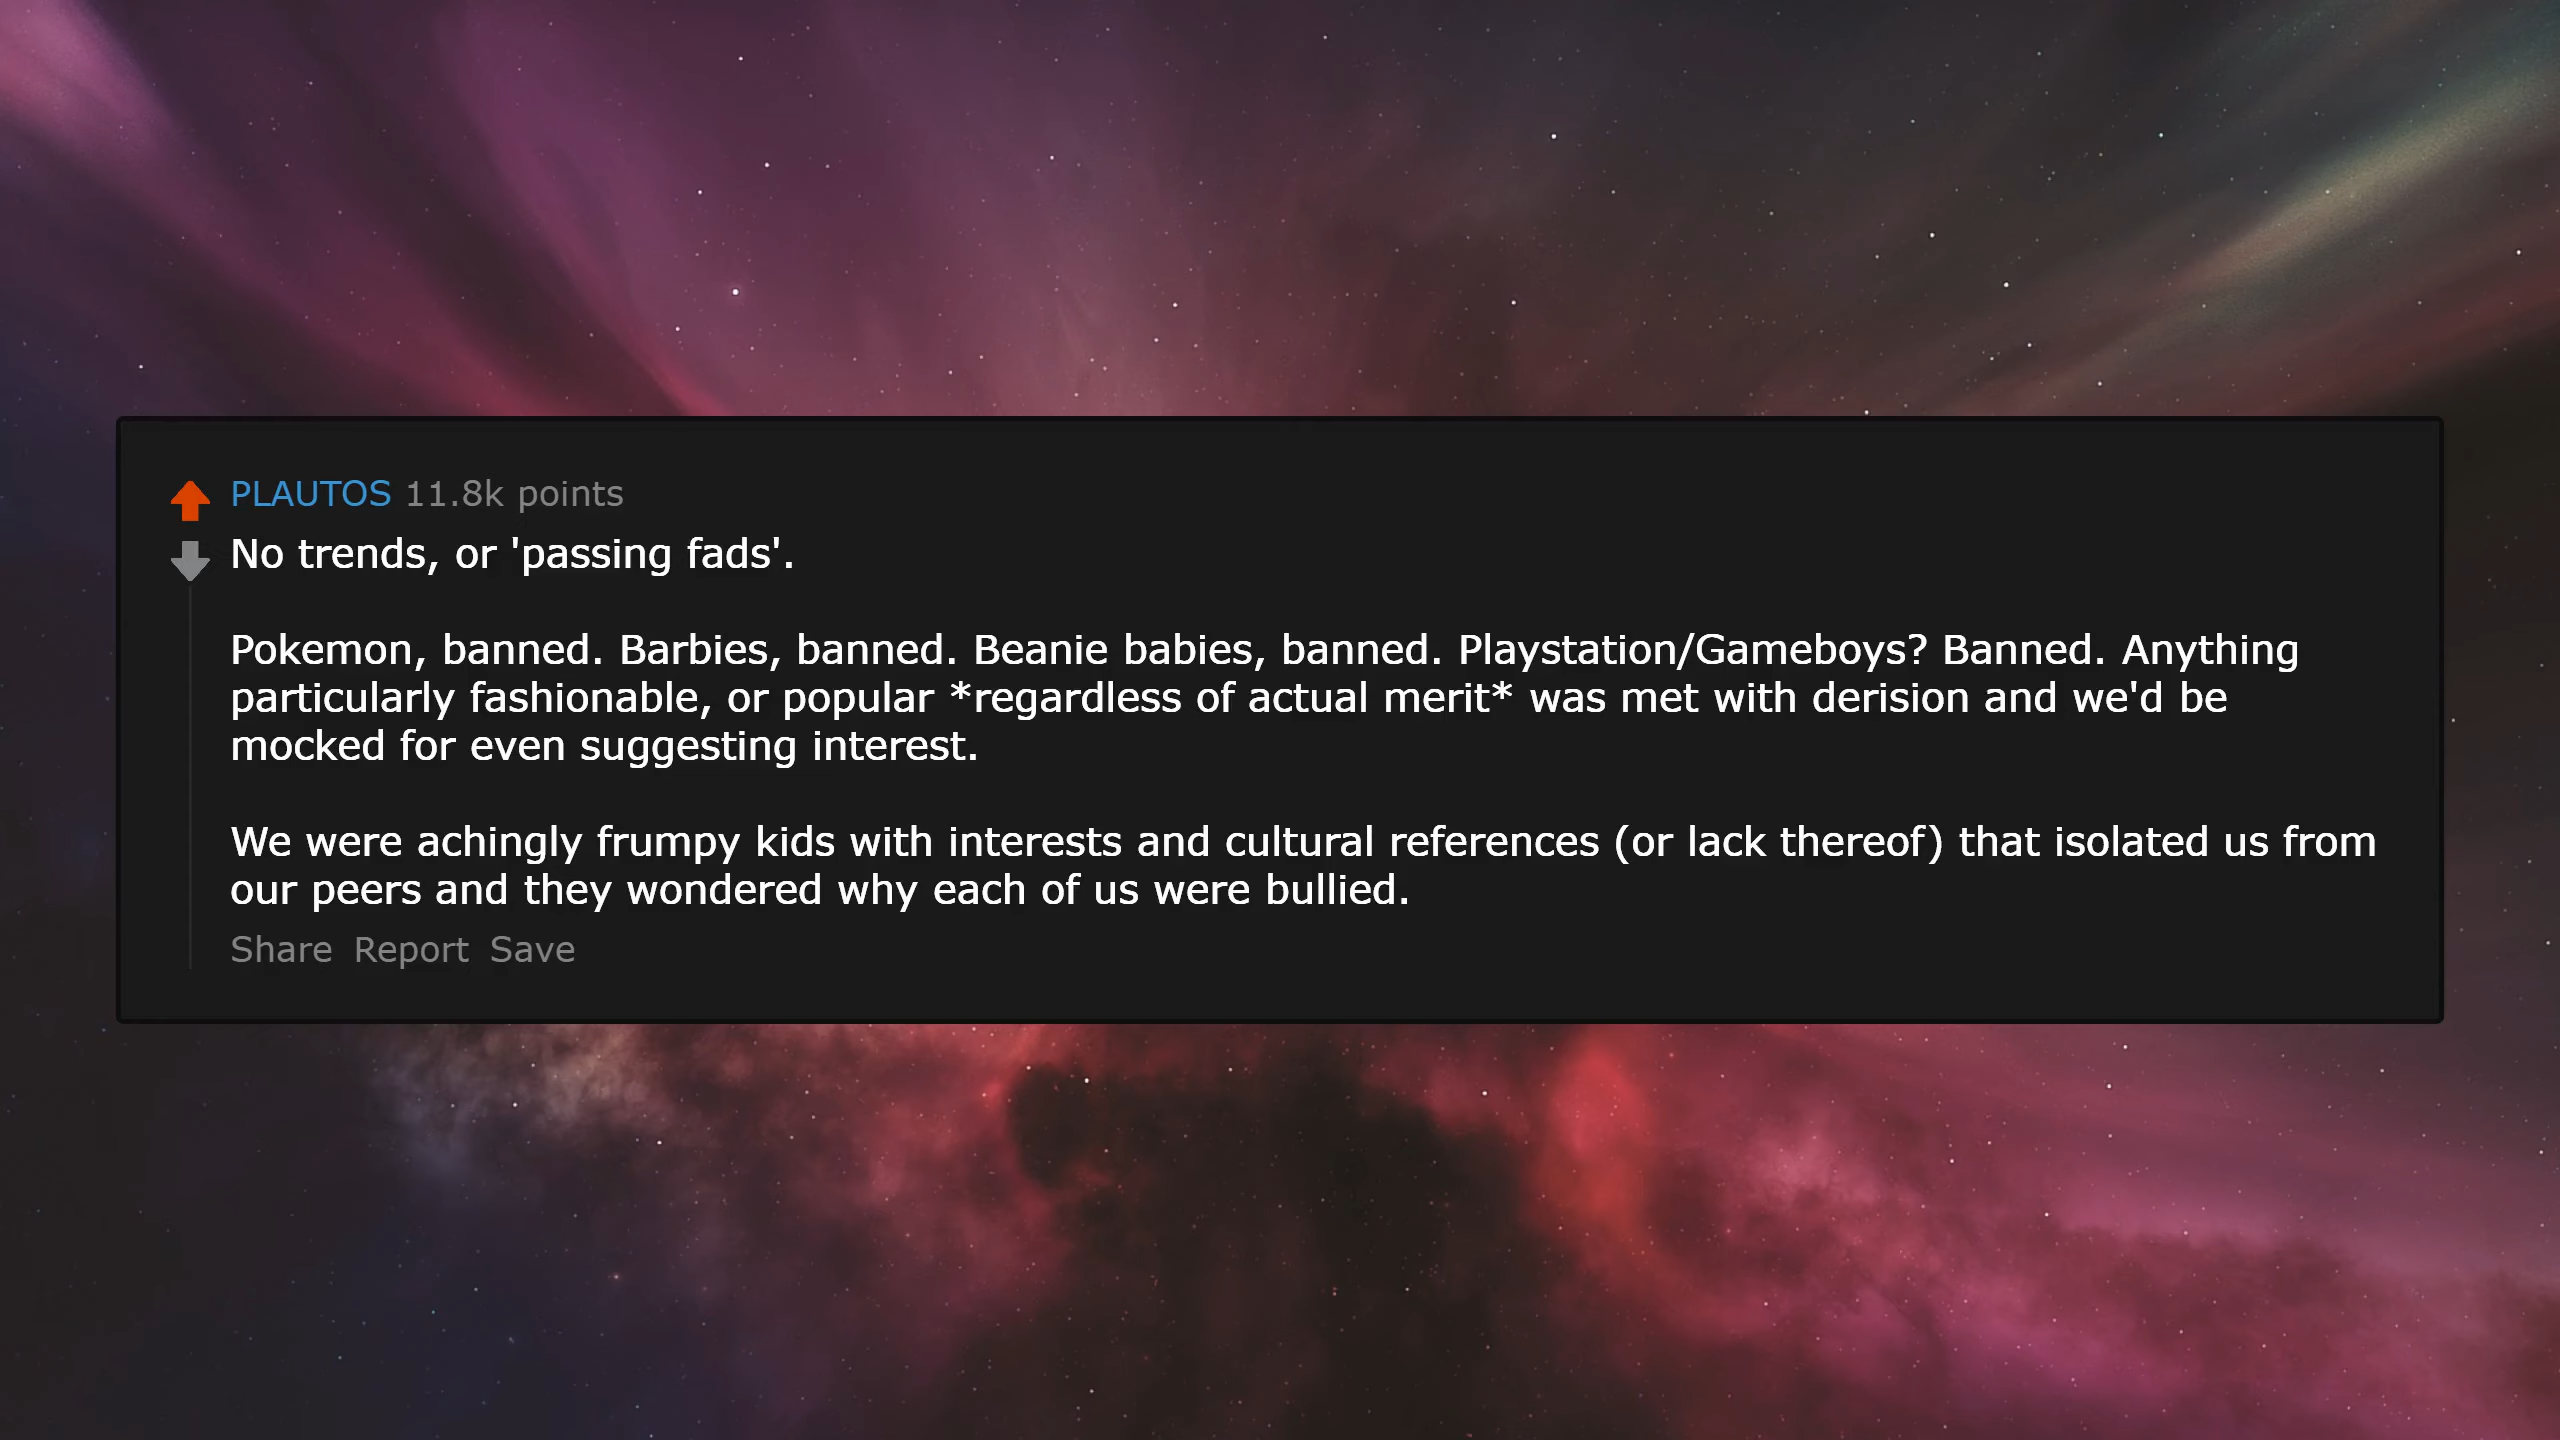 PLAUTOS 11.8k points
No trends, or 'passing fads'.
Pokemon, banned. Barbies, banned. Beanie babies, banned. Playstation/Gameboys? Banned. Anything
particularly fashionable, or popular *regardless of actual merit* was met with derision and we'd be
mocked for even suggesting interest.
We were achingly frumpy kids with interests and cultural references (or lack thereof) that isolated us from
our peers and they wondered why each of us were bullied.
Share Report Save